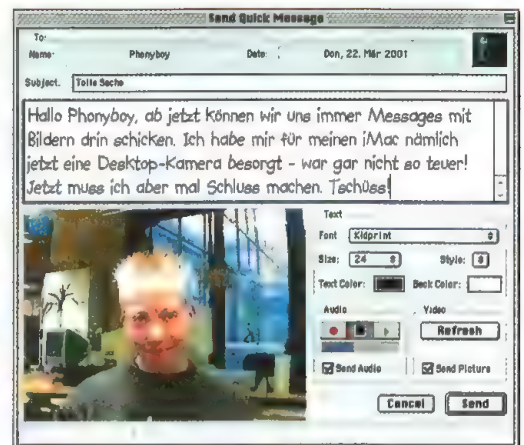 Send Quick Message
To:
Name: Phonyboy Date: Don, 22. Mär 2001
Subject: Tolle Sache
Hallo Phonyboy, ab jetzt können wir uns immer Messages mit
Bildern drin schicken. Ich habe mir für meinen iMac nämlich
jetzt eine Desktop-Kamera besorgt - war gar nicht so teuer!
Jetzt muss ich aber mal Schluss machen. Tschüss!
Text
Font Kidprint
Size: 24 Style:
Text Color: Back Color:
Audio Video
Refresh
Send Audio Send Picture
Cancel Send